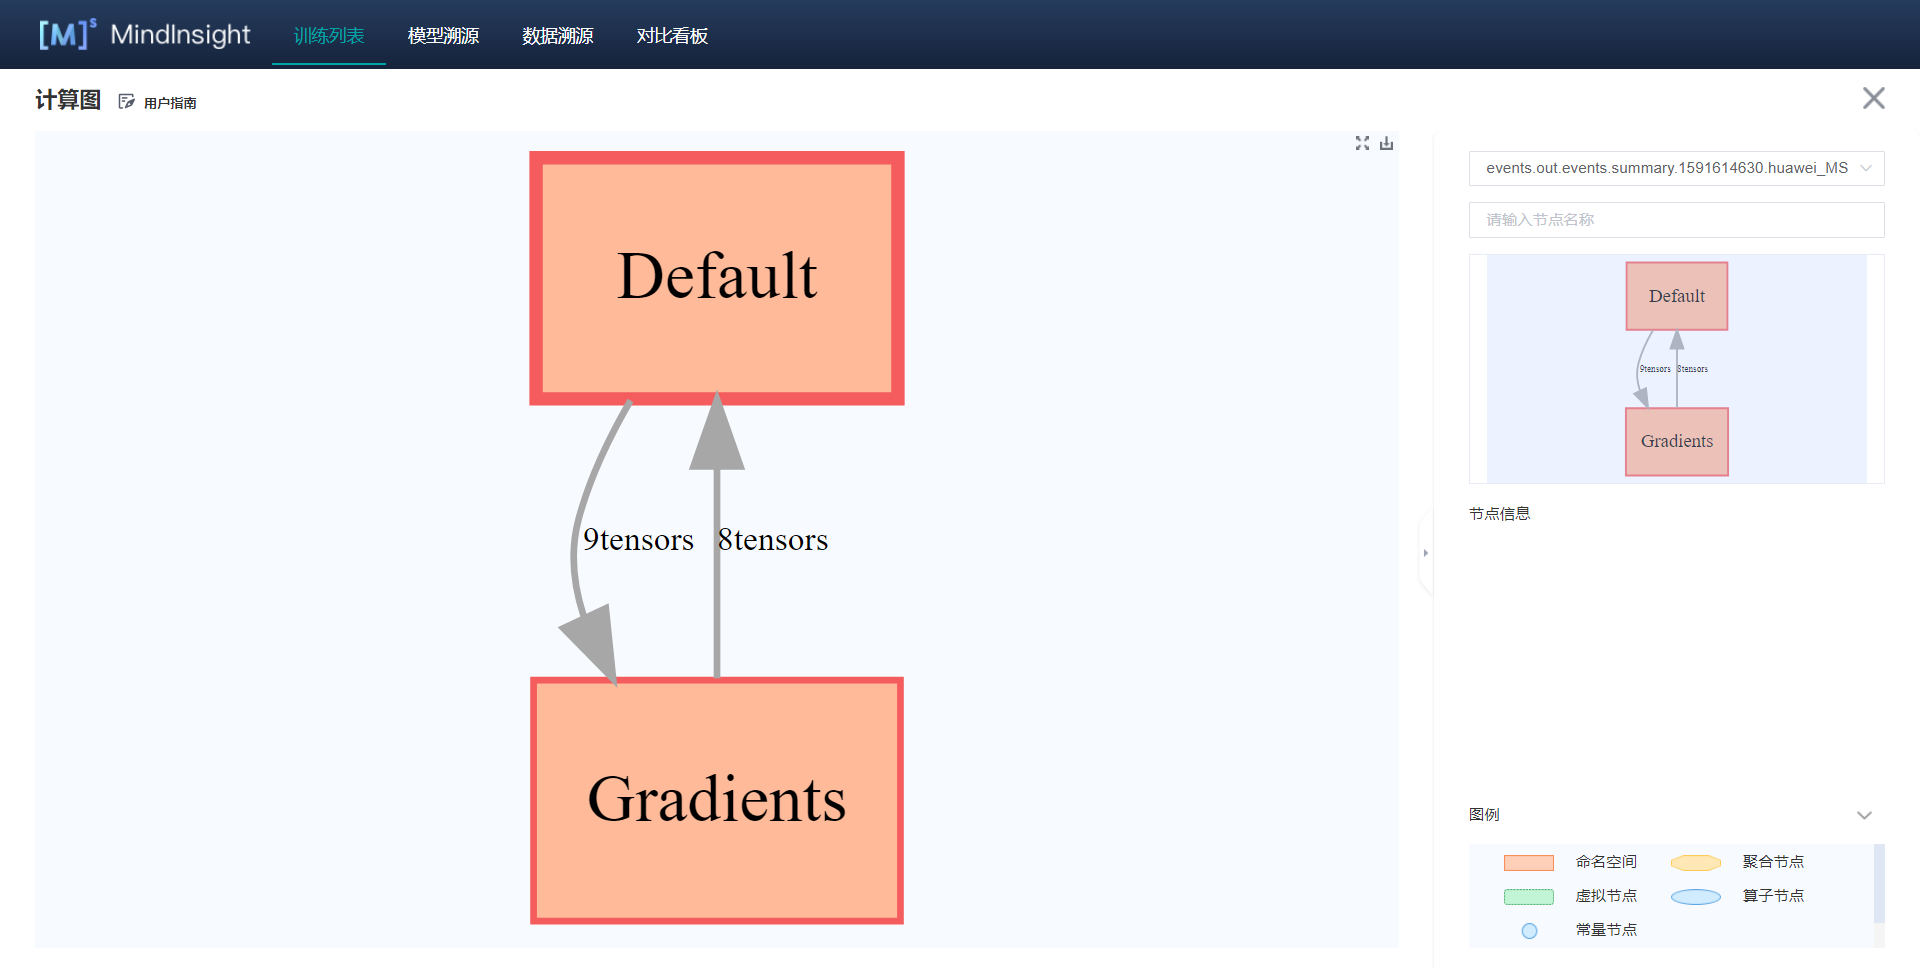 [M]s MindInsight 训练列表 模型溯源 数据溯源 对比看板
计算图 用户指南
Default
9tensors 8tensors
Gradients
events.out.events.summary.1591614630.huawei_MS
请输入节点名称
Default
9tensors 8tensors
Gradients
节点信息
图例
命名空间 聚合节点
虚拟节点 算子节点
常量节点